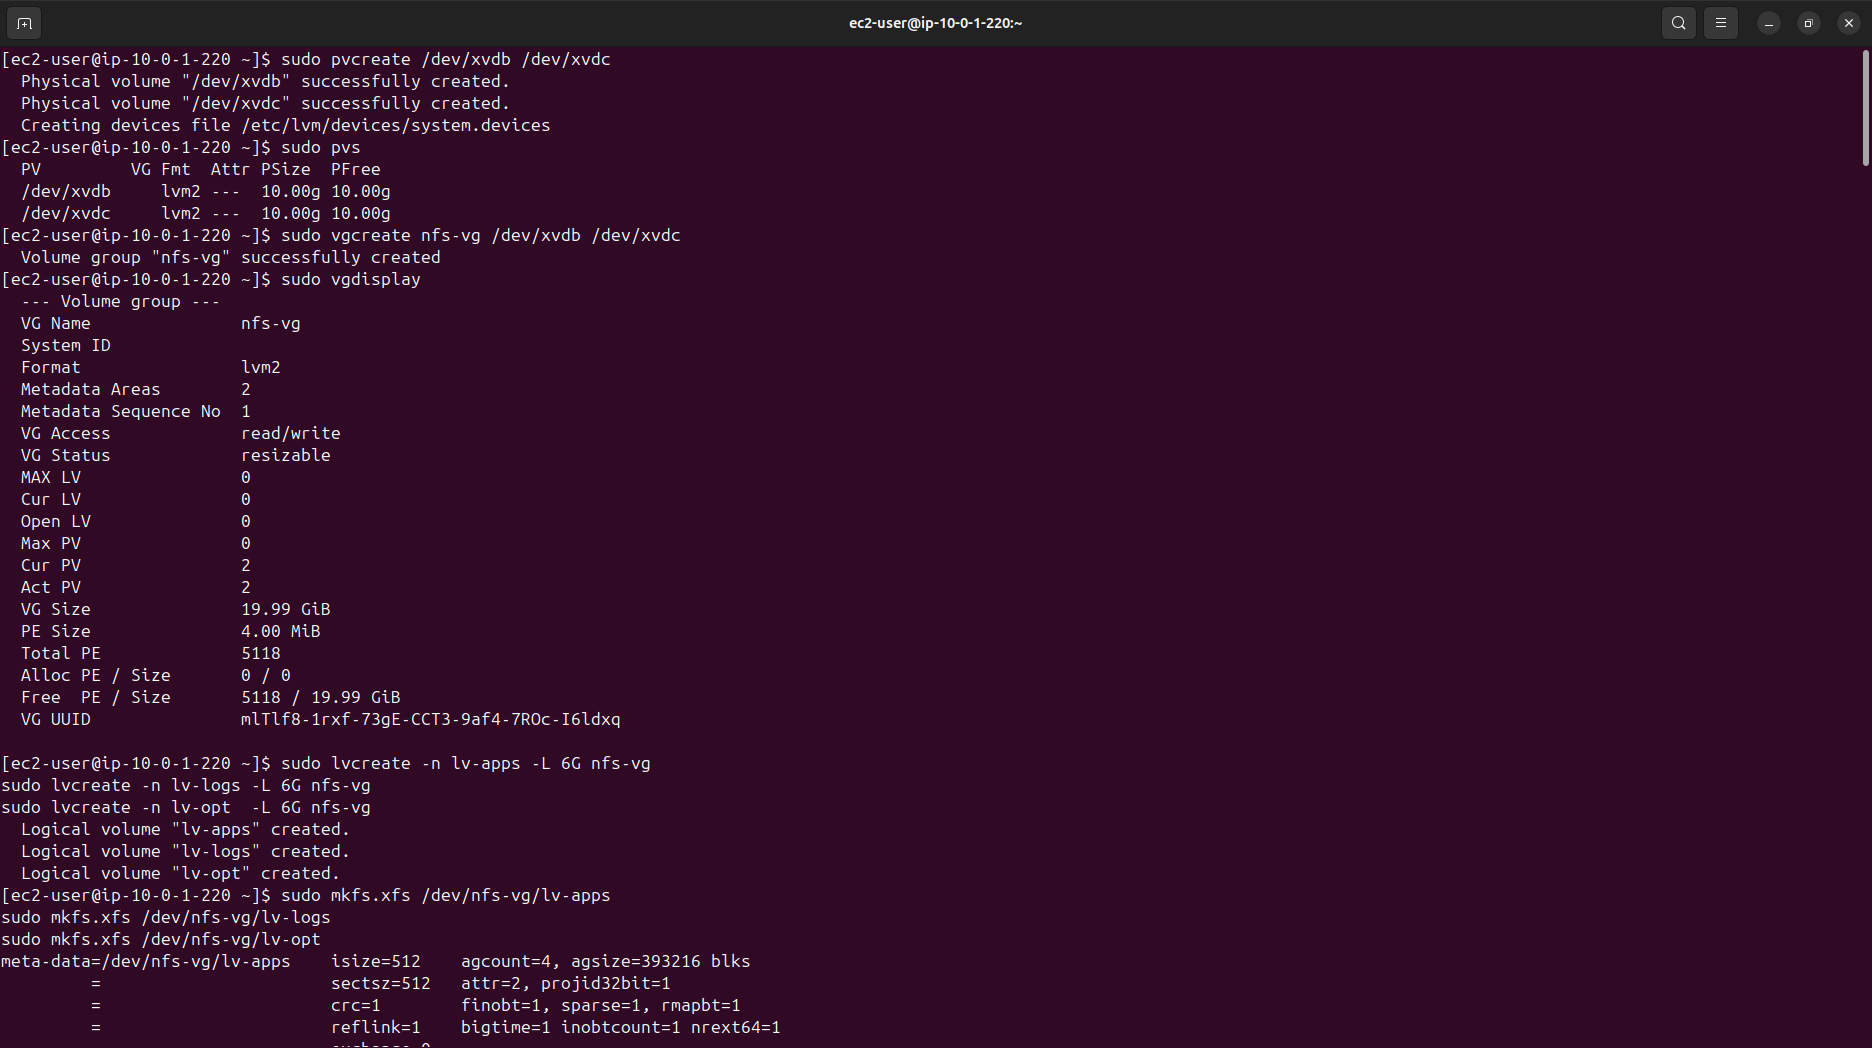 ec2-user@ip-10-0-1-220:~
[ec2-user@ip-10-0-1-220 ~]$ sudo pvcreate /dev/xvdb /dev/xvdc
  Physical volume "/dev/xvdb" successfully created.
  Physical volume "/dev/xvdc" successfully created.
  Creating devices file /etc/lvm/devices/system.devices
[ec2-user@ip-10-0-1-220 ~]$ sudo pvs
  PV         VG Fmt  Attr PSize  PFree
  /dev/xvdb     lvm2 ---  10.00g 10.00g
  /dev/xvdc     lvm2 ---  10.00g 10.00g
[ec2-user@ip-10-0-1-220 ~]$ sudo vgcreate nfs-vg /dev/xvdb /dev/xvdc
  Volume group "nfs-vg" successfully created
[ec2-user@ip-10-0-1-220 ~]$ sudo vgdisplay
  --- Volume group ---
  VG Name               nfs-vg
  System ID
  Format                lvm2
  Metadata Areas        2
  Metadata Sequence No  1
  VG Access             read/write
  VG Status             resizable
  MAX LV                0
  Cur LV                0
  Open LV               0
  Max PV                0
  Cur PV                2
  Act PV                2
  VG Size               19.99 GiB
  PE Size               4.00 MiB
  Total PE              5118
  Alloc PE / Size       0 / 0
  Free  PE / Size       5118 / 19.99 GiB
  VG UUID               mlTlf8-1rxf-73gE-CCT3-9af4-7ROc-I6ldxq
[ec2-user@ip-10-0-1-220 ~]$ sudo lvcreate -n lv-apps -L 6G nfs-vg
sudo lvcreate -n lv-logs -L 6G nfs-vg
sudo lvcreate -n lv-opt  -L 6G nfs-vg
  Logical volume "lv-apps" created.
  Logical volume "lv-logs" created.
  Logical volume "lv-opt" created.
[ec2-user@ip-10-0-1-220 ~]$ sudo mkfs.xfs /dev/nfs-vg/lv-apps
sudo mkfs.xfs /dev/nfs-vg/lv-logs
sudo mkfs.xfs /dev/nfs-vg/lv-opt
meta-data=/dev/nfs-vg/lv-apps    isize=512    agcount=4, agsize=393216 blks
         =                       sectsz=512   attr=2, projid32bit=1
         =                       crc=1        finobt=1, sparse=1, rmapbt=1
         =                       reflink=1    bigtime=1 inobtcount=1 nrext64=1